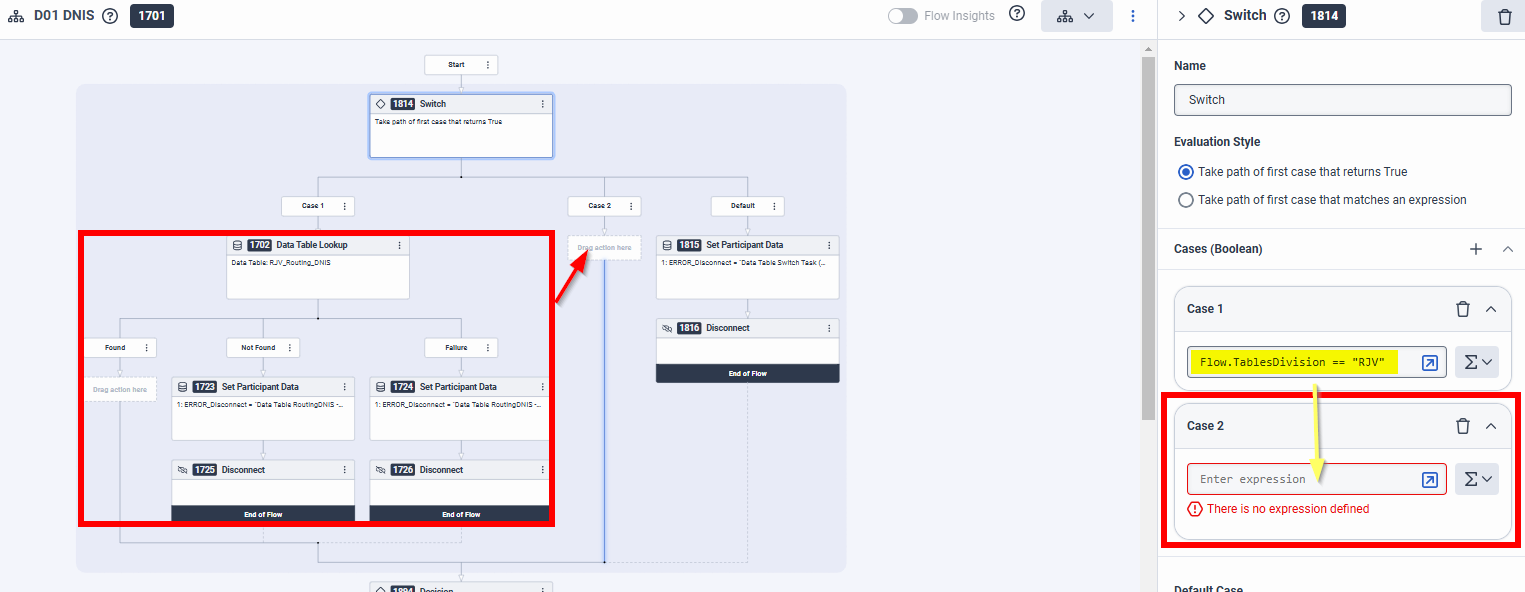 D01 DNIS
1701
Flow Insights
Start
1814 Switch
Take path of first case that returns True
Case 1
Case 2
Default
1702 Data Table Lookup
Data Table: RJV_Routing_DNIS
Drag action here
1815 Set Participant Data
1: ERROR_Disconnect = "Data Table Switch Task (...
1816 Disconnect
End of Flow
Found
Not Found
Failure
Drag action here
1723 Set Participant Data
1: ERROR_Disconnect = "Data Table RoutingDNIS -...
1724 Set Participant Data
1: ERROR_Disconnect = "Data Table RoutingDNIS -...
1725 Disconnect
End of Flow
1726 Disconnect
End of Flow
Decision
Switch
1814
Name
Switch
Evaluation Style
Take path of first case that returns True
Take path of first case that matches an expression
Cases (Boolean)
Case 1
Flow.TablesDivision == "RJV"
Case 2
Enter expression
There is no expression defined
Default Case